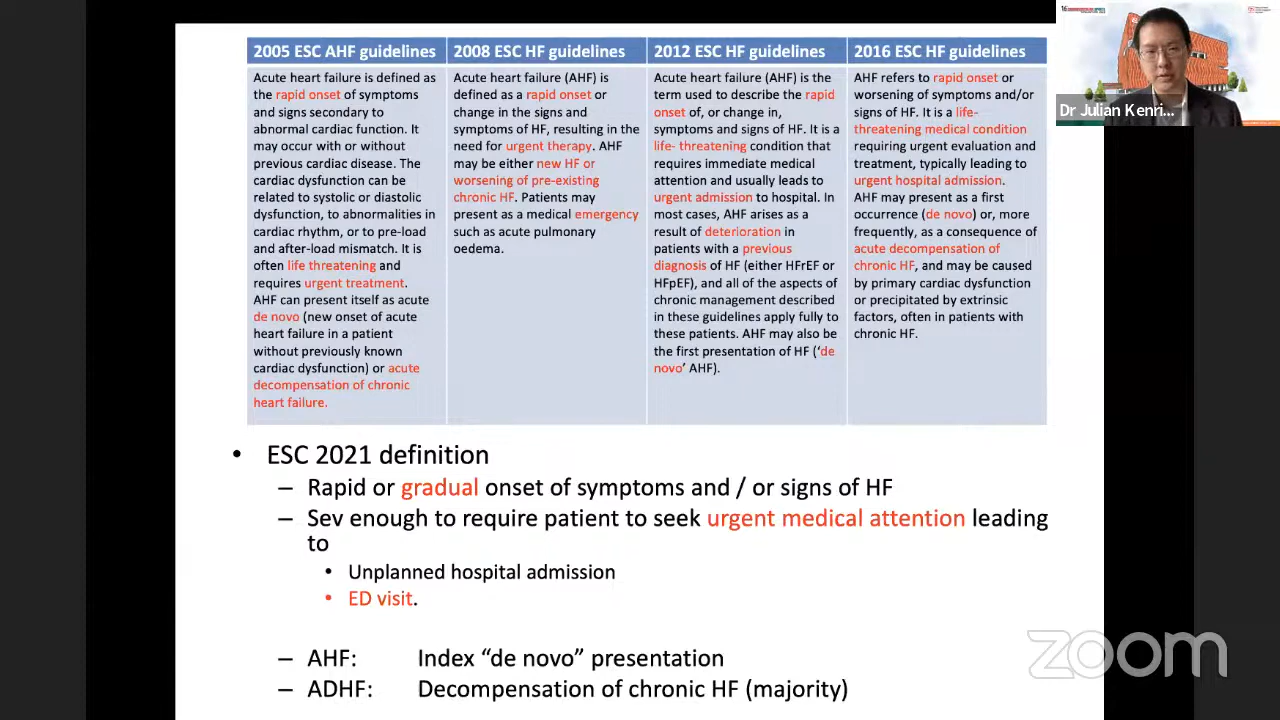 2005 ESC AHF guidelines
Acute heart failure is defined as
the rapid onset of symptoms
and signs secondary to
abnormal cardiac function. It
may occur with or without
previous cardiac disease. The
cardiac dysfunction can be
related to systolic or diastolic
dysfunction, to abnormalities in
cardiac rhythm, or to pre-load
and after-load mismatch. It is
often life threatening and
requires urgent treatment.
AHF can present itself as acute
de novo (new onset of acute
heart failure in a patient
without previously known
cardiac dysfunction) or acute
decompensation of chronic
heart failure.
2008 ESC HF guidelines
Acute heart failure (AHF) is
defined as a rapid onset or
change in the signs and
symptoms of HF, resulting in the
need for urgent therapy. AHF
may be either new HF or
worsening of pre-existing
chronic HF. Patients may
present as a medical emergency
such as acute pulmonary
oedema.
2012 ESC HF guidelines
Acute heart failure (AHF) is the
term used to describe the rapid
onset of, or change in,
symptoms and signs of HF. It is a
life- threatening condition that
requires immediate medical
attention and usually leads to
urgent admission to hospital. In
most cases, AHF arises as a
result of deterioration in
patients with a previous
diagnosis of HF (either HFrEF or
HFpEF), and all of the aspects of
chronic management described
in these guidelines apply fully to
these patients. AHF may also be
the first presentation of HF (‘de
novo’ AHF).
2016 ESC HF guidelines
AHF refers to rapid onset or
worsening of symptoms and/or
signs of HF. It is a life-
threatening medical condition
requiring urgent evaluation and
treatment, typically leading to
urgent hospital admission.
AHF may present as a first
occurrence (de novo) or, more
frequently, as a consequence of
acute decompensation of
chronic HF, and may be caused
by primary cardiac dysfunction
or precipitated by extrinsic
factors, often in patients with
chronic HF.
• ESC 2021 definition
– Rapid or gradual onset of symptoms and / or signs of HF
– Sev enough to require patient to seek urgent medical attention leading
to
• Unplanned hospital admission
• ED visit.
– AHF: Index “de novo” presentation
– ADHF: Decompensation of chronic HF (majority)
Dr Julian Kenri...
zoom